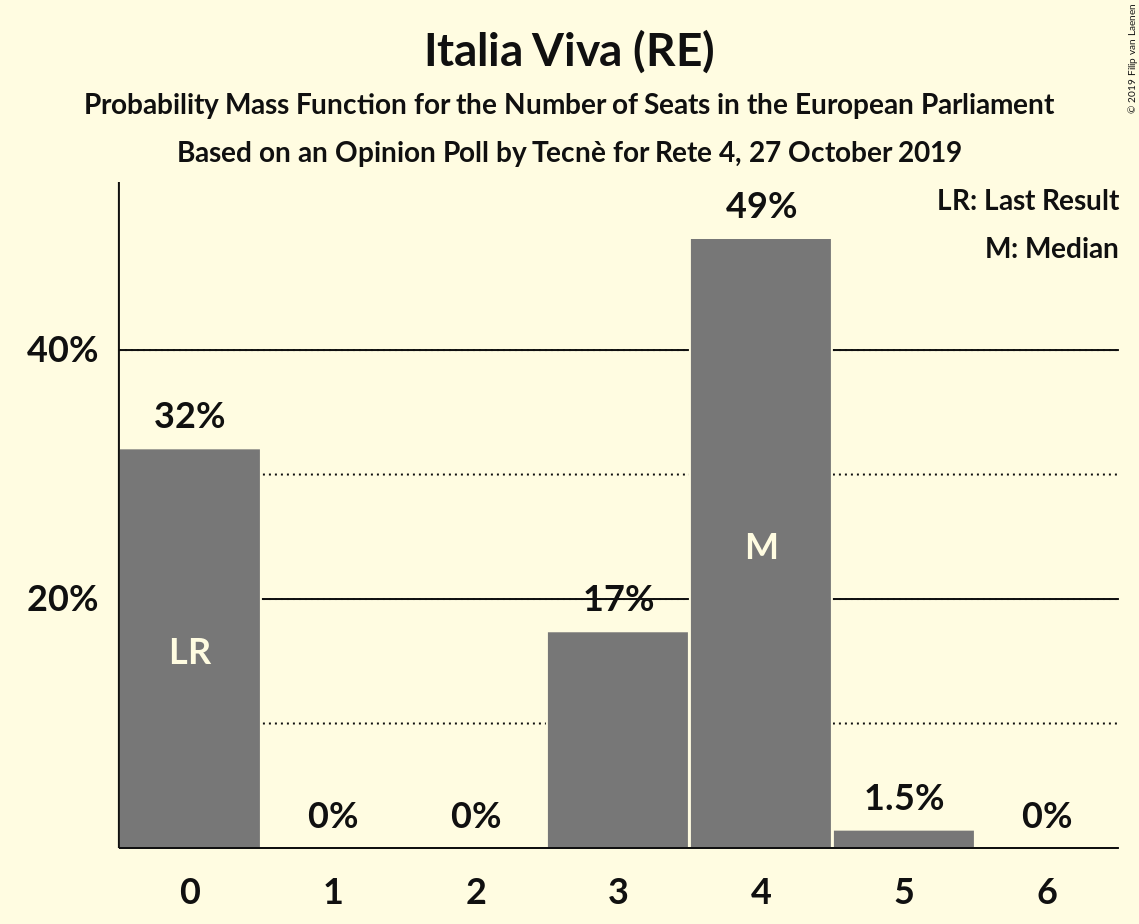 Italia Viva (RE)
Probability Mass Function for the Number of Seats in the European Parliament
Based on an Opinion Poll by Tecnè for Rete 4, 27 October 2019
© 2019 Filip van Laenen
LR: Last Result
M: Median
49%
40%
32%
M
20%
17%
LR
1.5%
0%
0%
0%
0 1 2 3 4 5 6